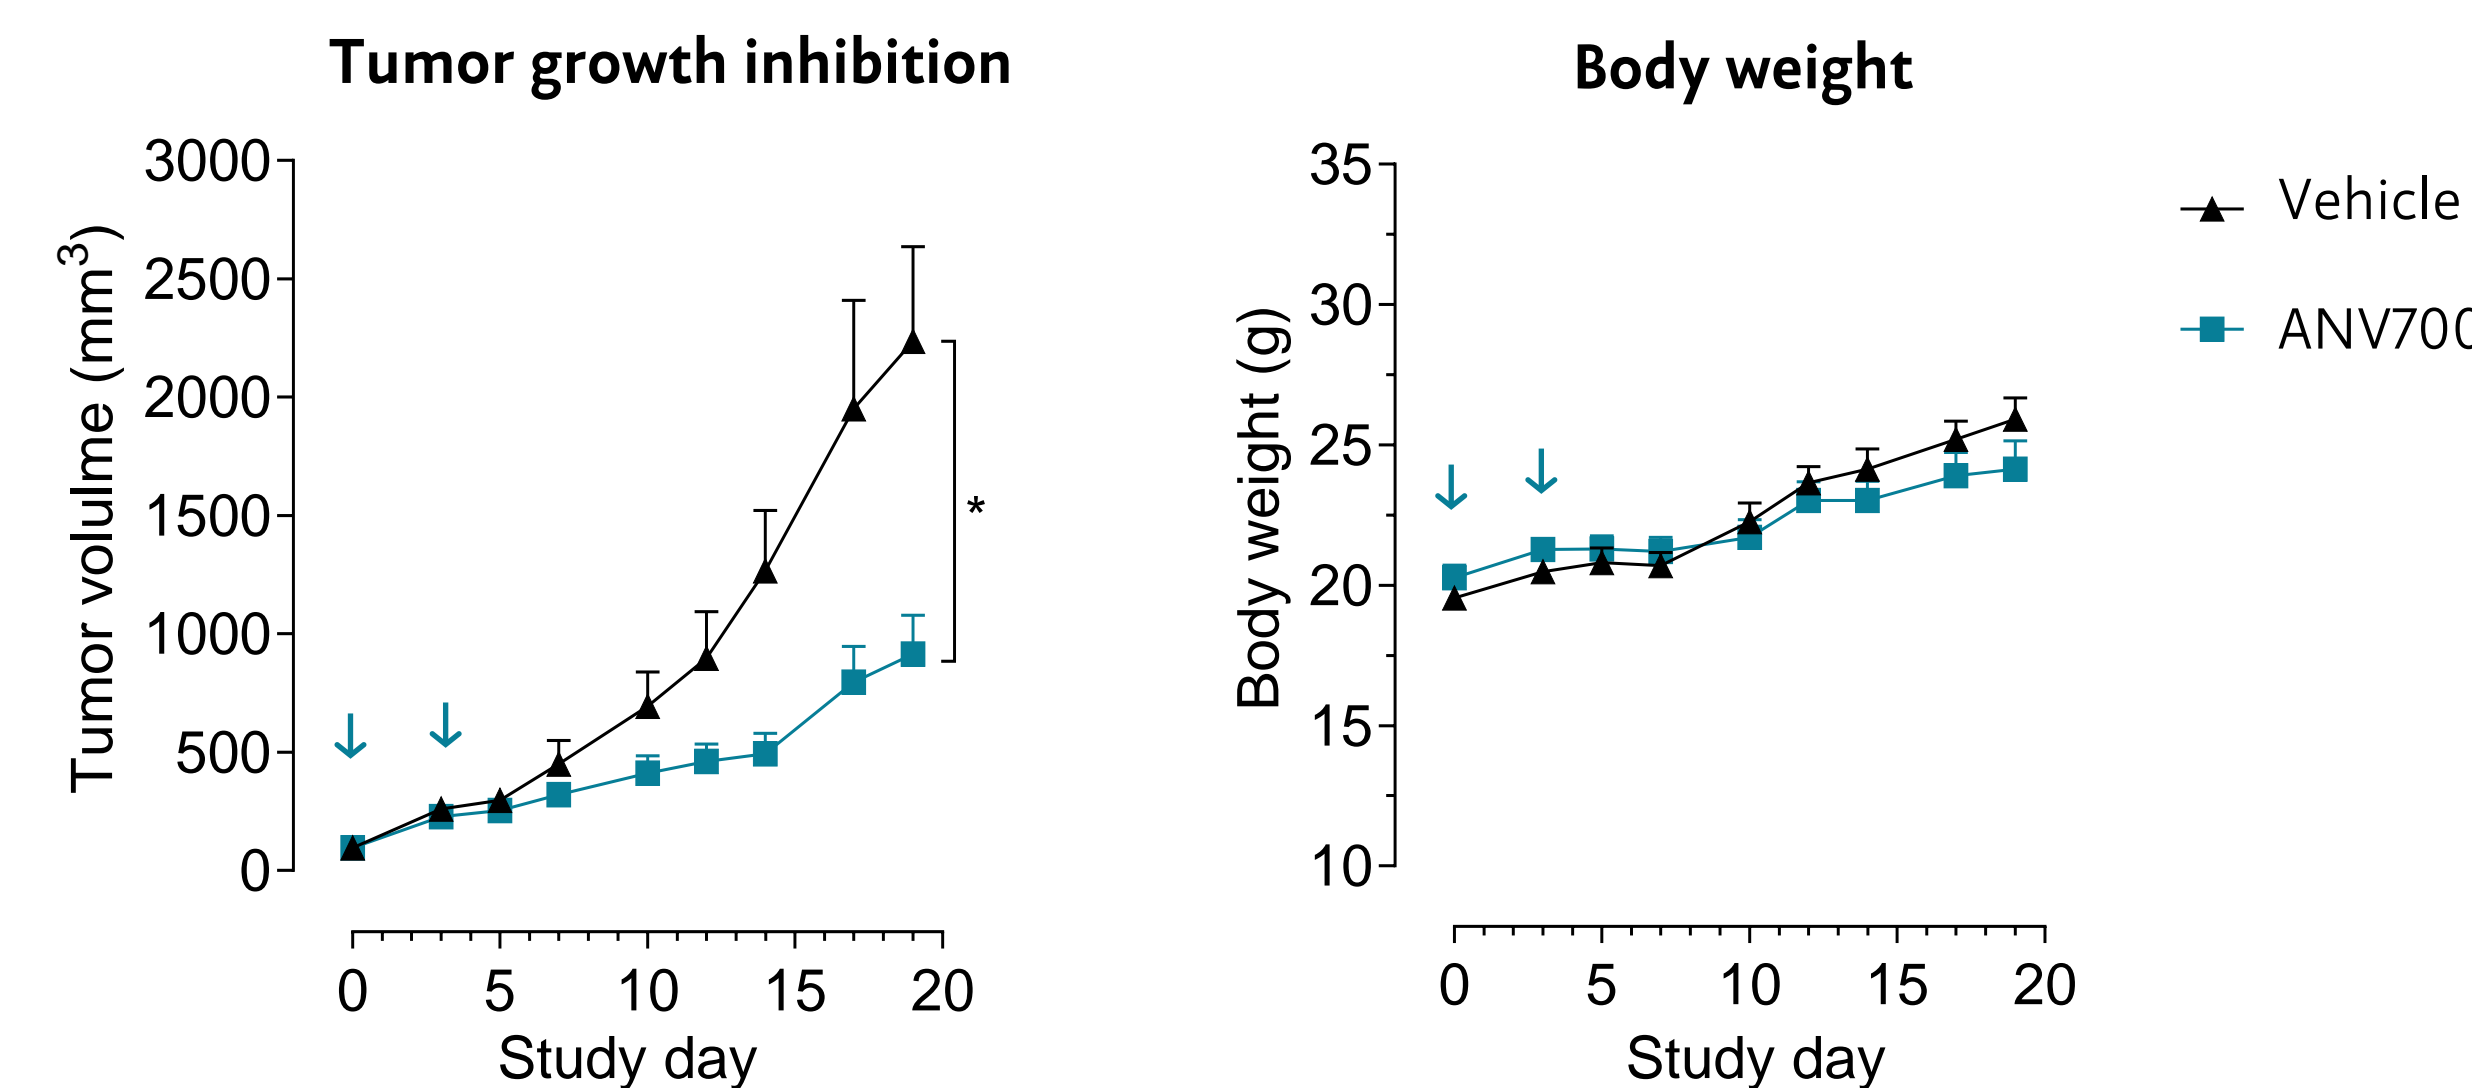 Tumor growth inhibition
3000
2500
2000
1500
1000
500
0
Tumor volulme (mm³)
*
0 5 10 15 20
Study day
Body weight
35
30
25
20
15
10
Body weight (g)
0 5 10 15 20
Study day
Vehicle
ANV700